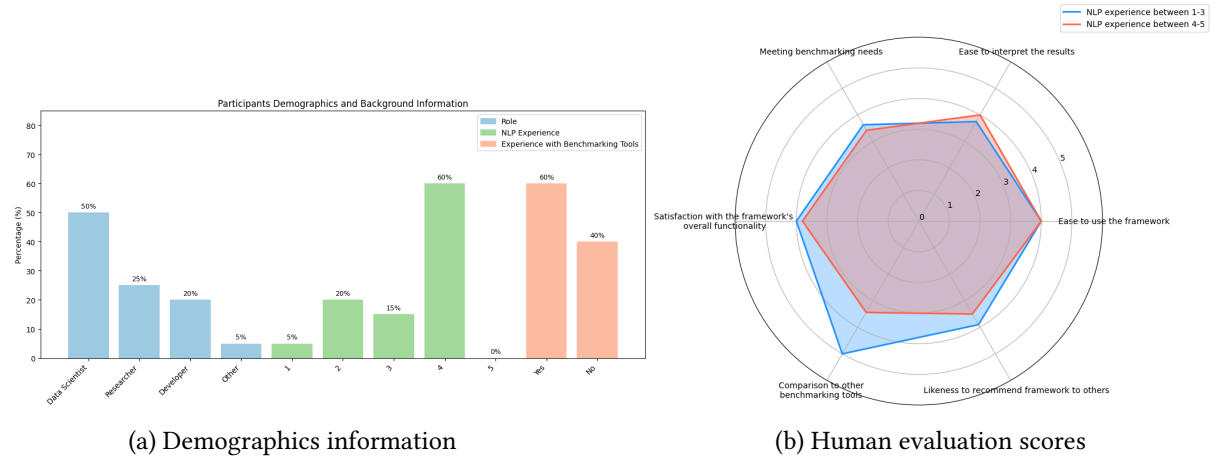 Participants Demographics and Background Information
Role
NLP Experience
Experience with Benchmarking Tools
Percentage (%)
80
70
60
50
40
30
20
10
0
50%
25%
20%
5%
5%
20%
15%
60%
0%
60%
40%
Data Scientist
Researcher
Developer
Other
1
2
3
4
5
Yes
No
(a) Demographics information
NLP experience between 1-3
NLP experience between 4-5
Meeting benchmarking needs
Ease to interpret the results
5
4
3
2
1
0
Satisfaction with the framework's
overall functionality
Ease to use the framework
Comparison to other
benchmarking tools
Likeness to recommend framework to others
(b) Human evaluation scores